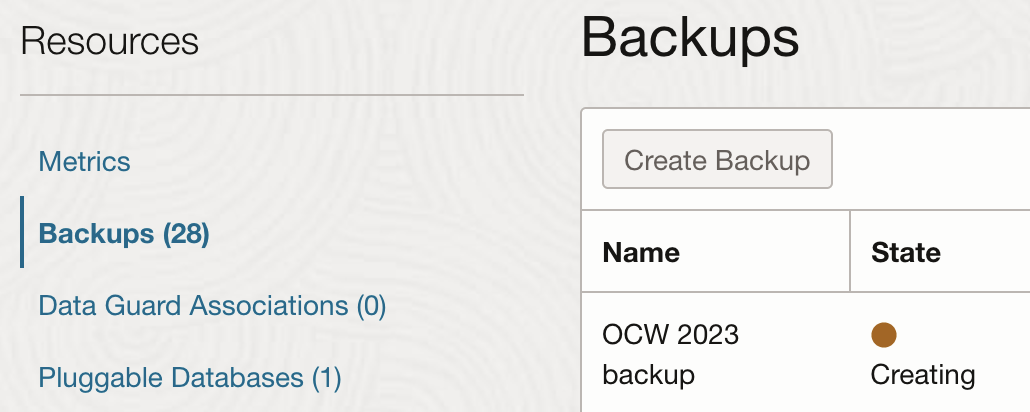 Resources
Metrics
Backups (28)
Data Guard Associations (0)
Pluggable Databases (1)
Backups
Create Backup
Name
State
OCW 2023
backup
Creating